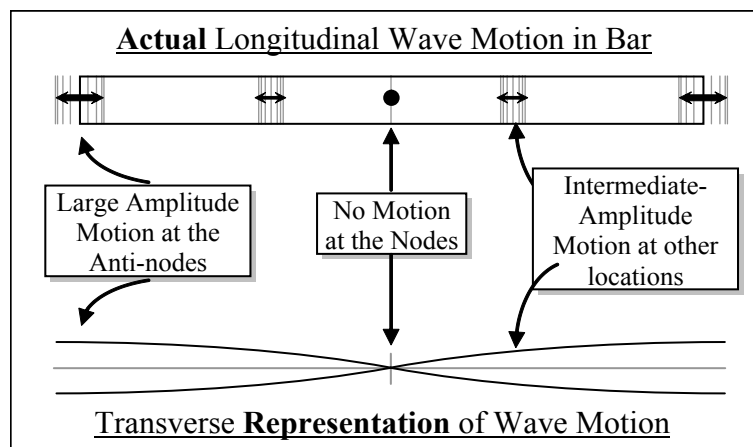 Actual Longitudinal Wave Motion in Bar
Large Amplitude
Motion at the
Anti-nodes
No Motion
at the Nodes
Intermediate-
Amplitude
Motion at other
locations
Transverse Representation of Wave Motion